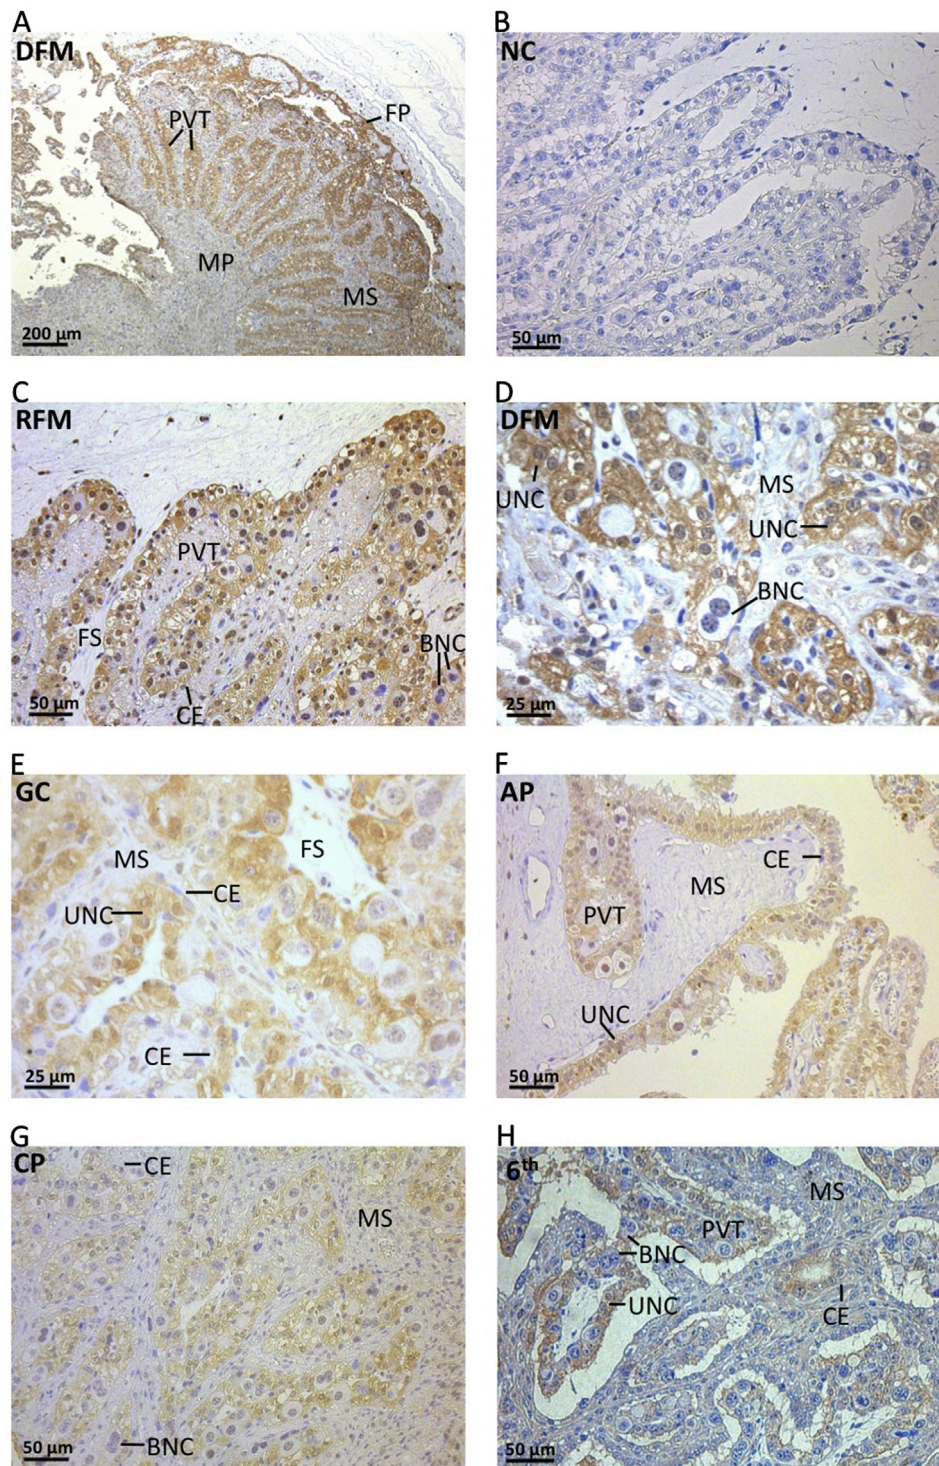 A
DFM
PVT
FP
MP
MS
200 µm
B
NC
50 µm
C
RFM
PVT
FS
BNC
CE
50 µm
D
DFM
UNC
MS
UNC
BNC
25 µm
E
GC
FS
MS
CE
UNC
CE
25 µm
F
AP
CE
MS
PVT
UNC
50 µm
G
CP
CE
MS
BNC
50 µm
H
6th
MS
PVT
BNC
UNC
CE
50 µm